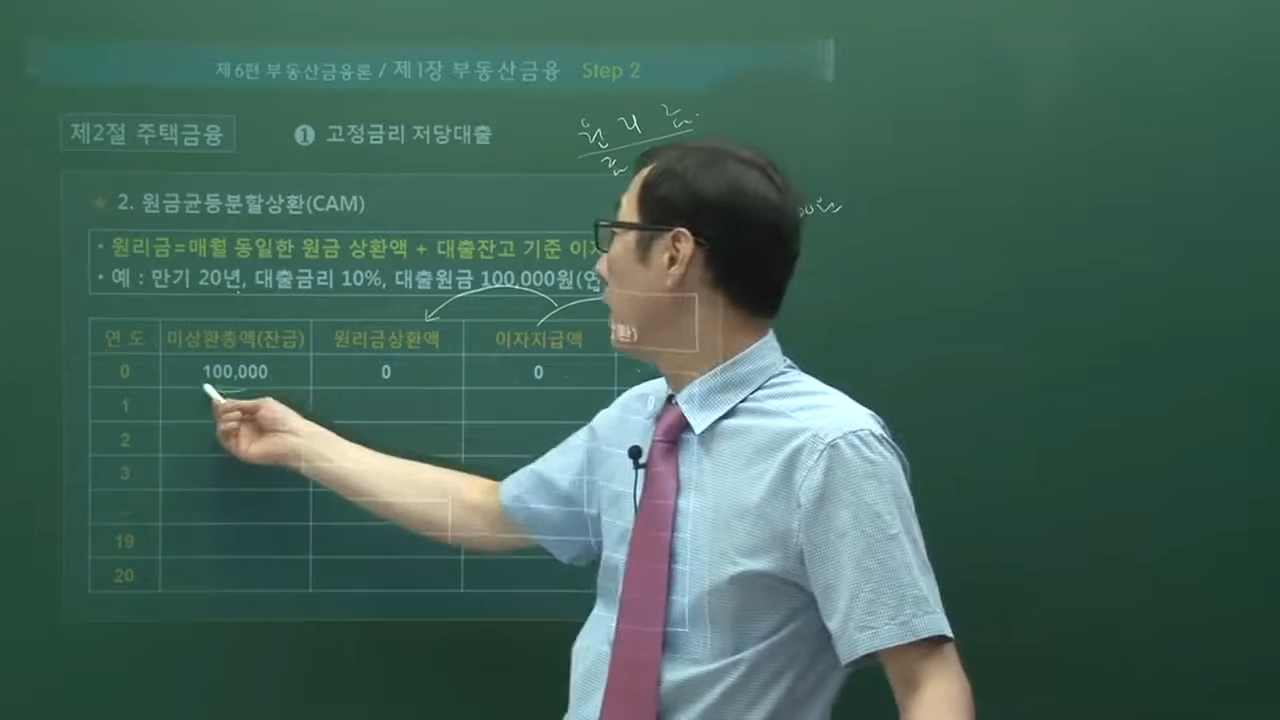 제6편 부동산금융론 / 제1장 부동산금융 Step 2
제2절 주택금융 ❶ 고정금리 저당대출
원 리 금
금
★ 2. 원금균등분할상환(CAM)
• 원리금=매월 동일한 원금 상환액 + 대출잔고 기준
• 예 : 만기 20년, 대출금리 10%, 대출원금 100,000원(연
연 도 미상환총액(잔금) 원리금상환액 이자지급액
0 100,000 0 0
1
2
3
...
19
20